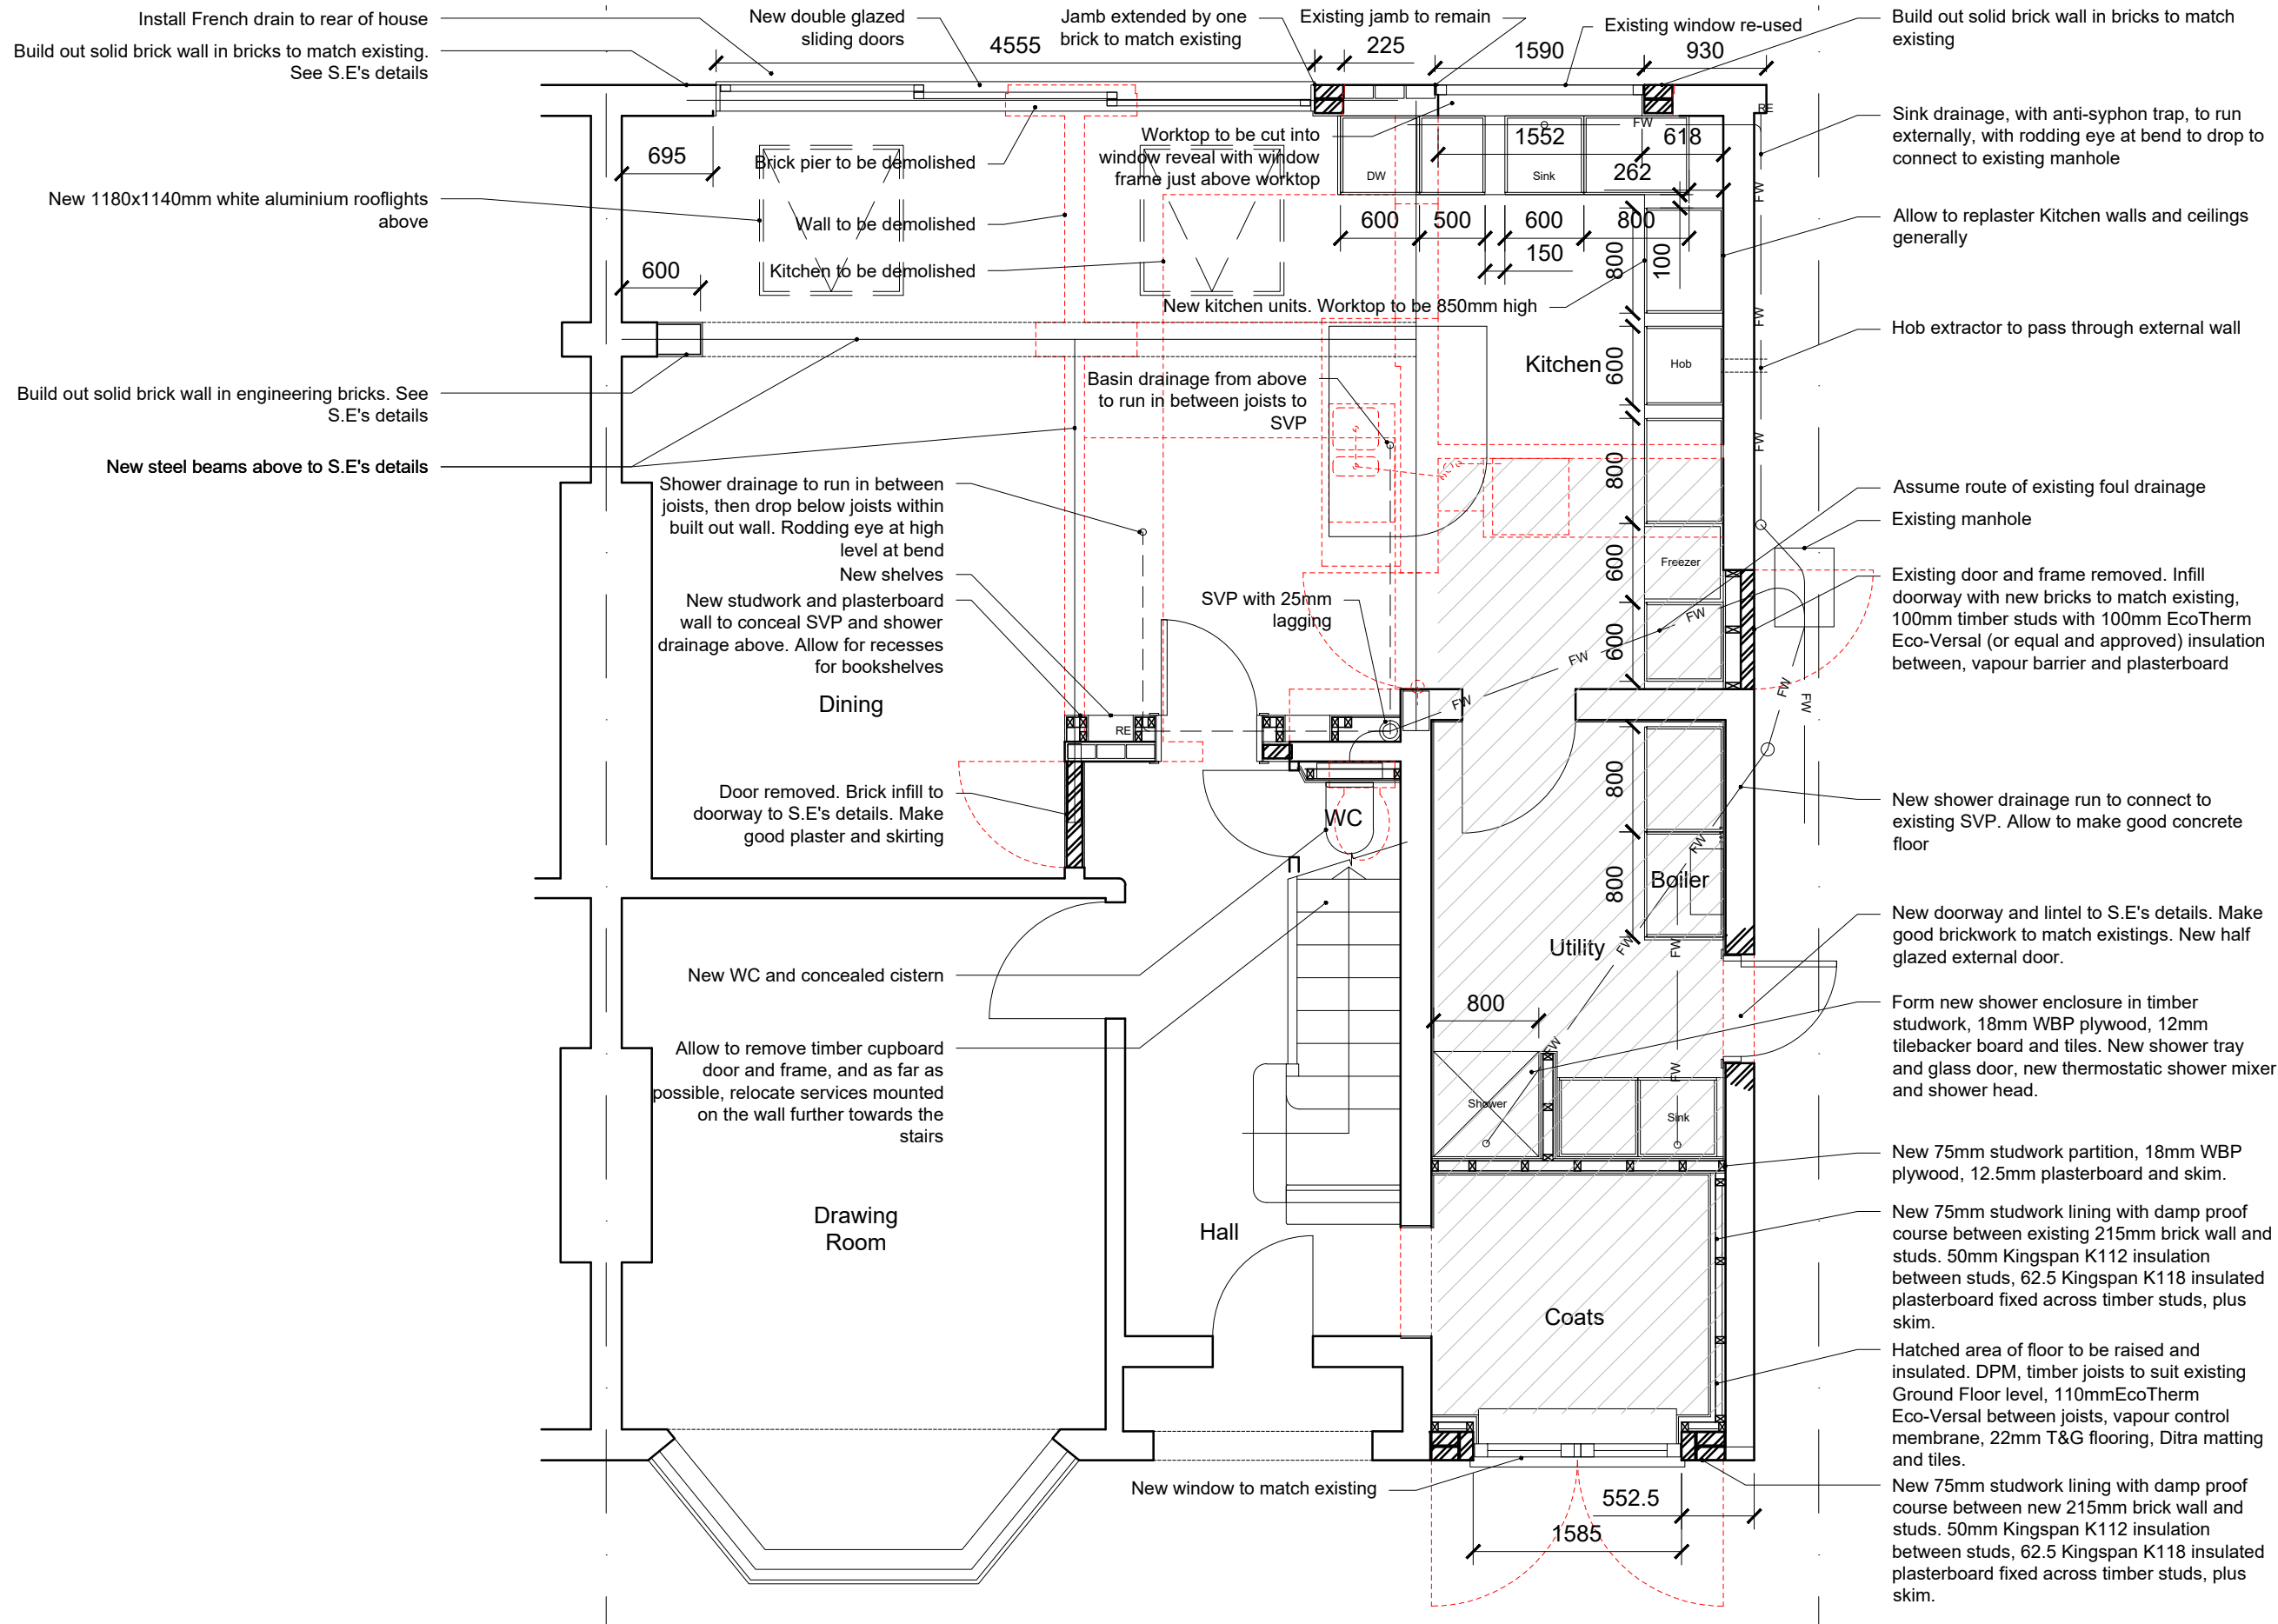 Install French drain to rear of house
Build out solid brick wall in bricks to match existing.
See S.E's details
New 1180x1140mm white aluminium rooflights
above
Build out solid brick wall in engineering bricks. See
S.E's details
New steel beams above to S.E's details
New double glazed
sliding doors
Jamb extended by one
brick to match existing
Existing jamb to remain
Existing window re-used
4555
225
1590
930
695
Brick pier to be demolished
Wall to be demolished
Kitchen to be demolished
600
Worktop to be cut into
window reveal with window
frame just above worktop
FW
RE
1552
618
262
DW
Sink
600
500
600
800
150
800
100
New kitchen units. Worktop to be 850mm high
Kitchen
600
Hob
Basin drainage from above
to run in between joists to
SVP
800
Shower drainage to run in between
joists, then drop below joists within
built out wall. Rodding eye at high
level at bend
New shelves
New studwork and plasterboard
wall to conceal SVP and shower
drainage above. Allow for recesses
for bookshelves
600
Freezer
SVP with 25mm
lagging
600
FW
FW
FW
FW
FW
FW
FW
FW
FW
Dining
RE
Door removed. Brick infill to
doorway to S.E's details. Make
good plaster and skirting
WC
800
800
Boiler
FW
Utility
FW
FW
New WC and concealed cistern
800
FW
FW
Allow to remove timber cupboard
door and frame, and as far as
possible, relocate services mounted
on the wall further towards the
stairs
Shower
Sink
Drawing
Room
Hall
Coats
New window to match existing
552.5
1585
Build out solid brick wall in bricks to match
existing
Sink drainage, with anti-syphon trap, to run
externally, with rodding eye at bend to drop to
connect to existing manhole
Allow to replaster Kitchen walls and ceilings
generally
Hob extractor to pass through external wall
Assume route of existing foul drainage
Existing manhole
Existing door and frame removed. Infill
doorway with new bricks to match existing,
100mm timber studs with 100mm EcoTherm
Eco-Versal (or equal and approved) insulation
between, vapour barrier and plasterboard
New shower drainage run to connect to
existing SVP. Allow to make good concrete
floor
New doorway and lintel to S.E's details. Make
good brickwork to match existings. New half
glazed external door.
Form new shower enclosure in timber
studwork, 18mm WBP plywood, 12mm
tilebacker board and tiles. New shower tray
and glass door, new thermostatic shower mixer
and shower head.
New 75mm studwork partition, 18mm WBP
plywood, 12.5mm plasterboard and skim.
New 75mm studwork lining with damp proof
course between existing 215mm brick wall and
studs. 50mm Kingspan K112 insulation
between studs, 62.5 Kingspan K118 insulated
plasterboard fixed across timber studs, plus
skim.
Hatched area of floor to be raised and
insulated. DPM, timber joists to suit existing
Ground Floor level, 110mmEcoTherm
Eco-Versal between joists, vapour control
membrane, 22mm T&G flooring, Ditra matting
and tiles.
New 75mm studwork lining with damp proof
course between new 215mm brick wall and
studs. 50mm Kingspan K112 insulation
between studs, 62.5 Kingspan K118 insulated
plasterboard fixed across timber studs, plus
skim.